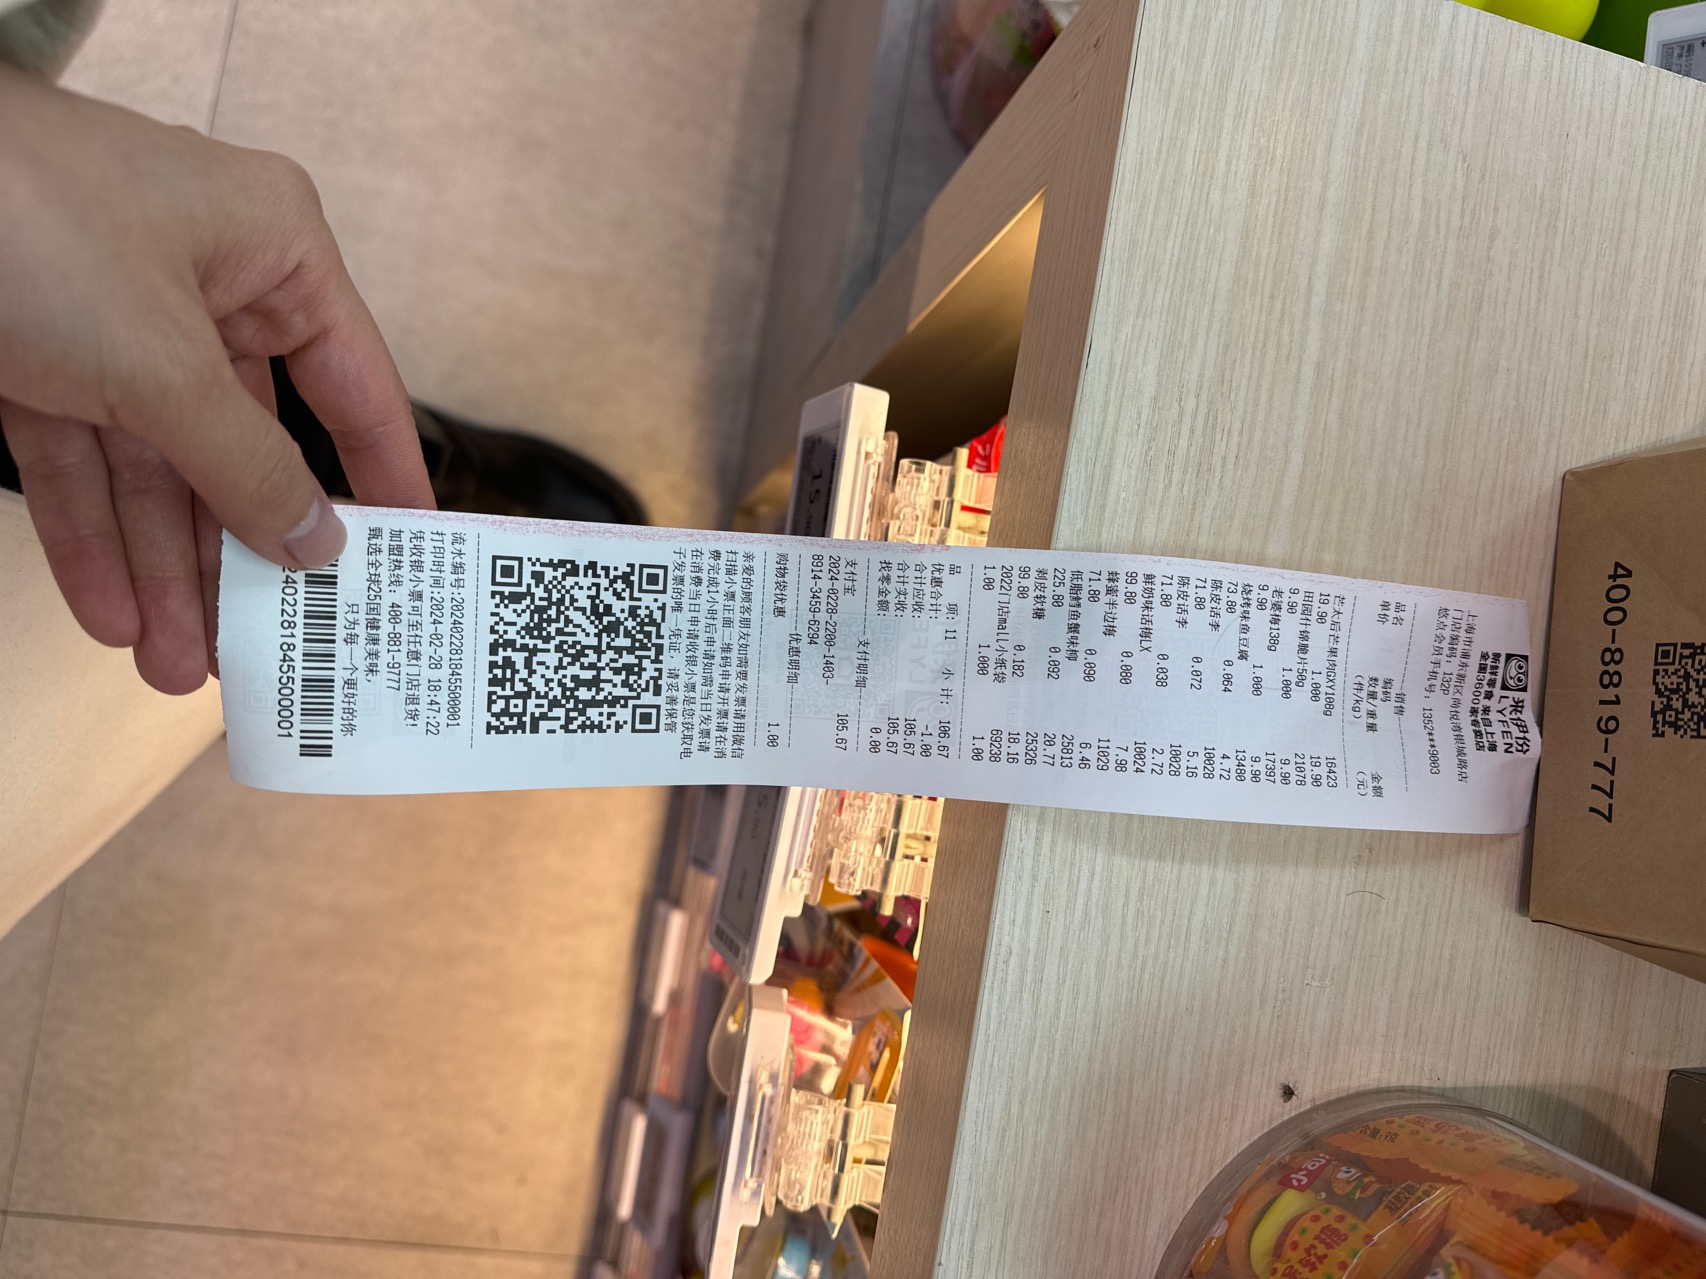 来伊份
LYFEN
新鲜零食 来自上海
全国3600家专卖店
上海市浦东新区尚悦湾银城路店
门店编码: I32P
悠点会员手机号: 1352***9003
销售
品名 编码 金额
单价 数量/重量 (元)
(件/kg)
芒太后芒果肉GXY106g 16423
19.90 1.000 19.90
田园什锦脆片50g 21078
9.90 1.000 9.90
老婆梅138g 17397
9.90 1.000 9.90
烧烤味鱼豆腐 13480
73.80 0.064 4.72
陈皮话李 10028
71.80 0.072 5.16
陈皮话李 10028
71.80 0.038 2.72
鲜奶味话梅LX 10024
99.80 0.080 7.98
蜂蜜半边梅 11029
71.80 0.090 6.46
低脂鳕鱼蟹味柳 25813
225.80 0.092 20.77
剥皮软糖 25326
99.80 0.182 18.16
2022门店mall小纸袋 69238
1.00 1.000 1.00
品 项: 11 小 计: 106.67
优惠合计: -1.00
合计应收: 105.67
合计实收: 105.67
找零金额: 0.00
支付明细
支付宝 105.67
2024-0228-2200-1403-
8914-3459-6294
优惠明细
购物袋优惠 1.00
亲爱的顾客朋友如需要发票请用微信
扫描小票正面二维码申请开票请在消
费完成1小时后申请如需当日发票请
在消费当日申请收银小票是您获取电
子发票的唯一凭证, 请妥善保管
流水编号:20240228184550001
打印时间:2024-02-28 18:47:22
凭收银小票可至任意门店退货!
加盟热线: 400-881-9777
甄选全球25国健康美味,
只为每一个更好的你
240228184550001
400-8819-777
15.
小司
软糖
含量:9克